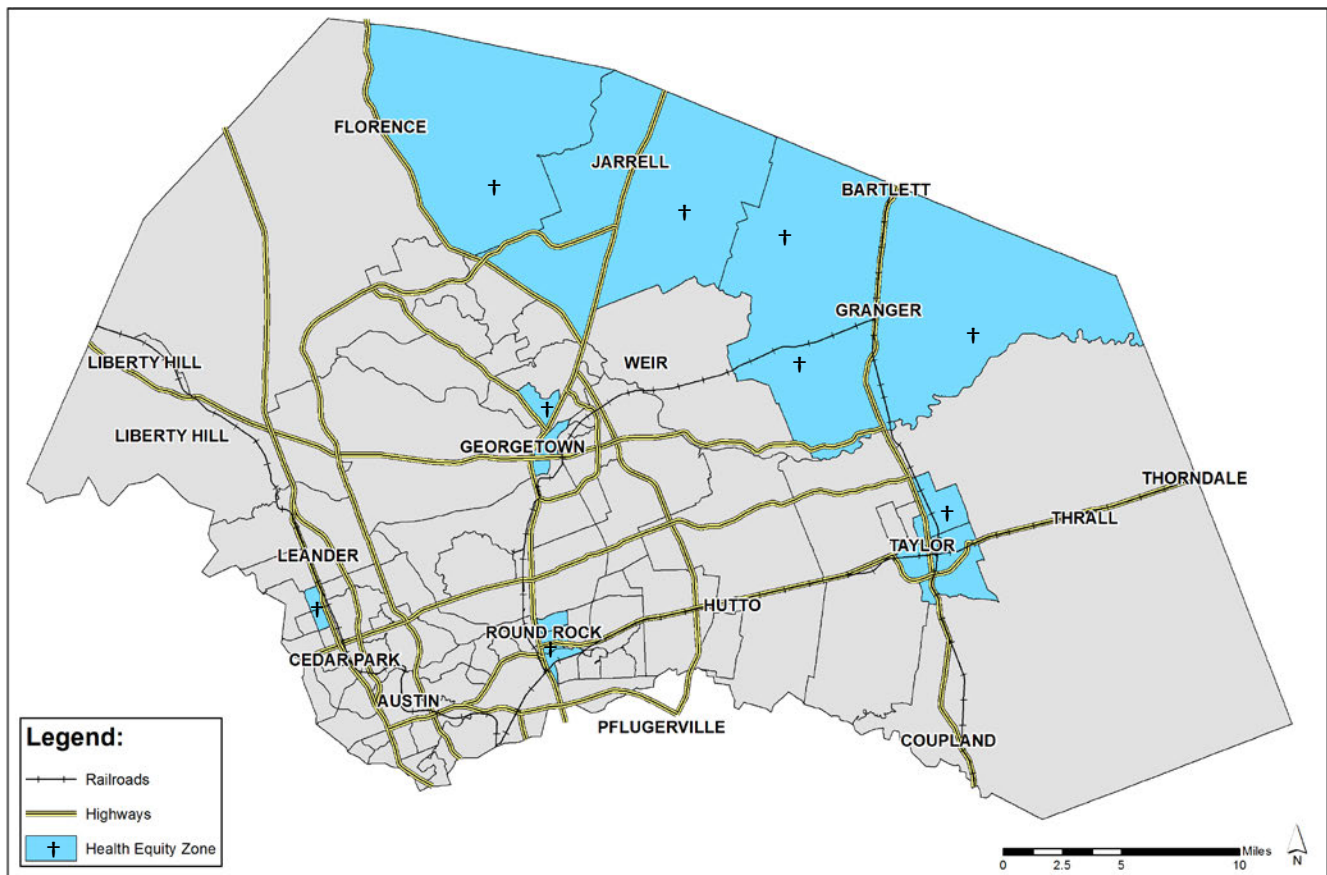 FLORENCE
JARRELL
BARTLETT
GRANGER
LIBERTY HILL
WEIR
LIBERTY HILL
GEORGETOWN
THORNDALE
THRALL
LEANDER
TAYLOR
HUTTO
ROUND ROCK
CEDAR PARK
AUSTIN
PFLUGERVILLE
COUPLAND
Legend:
Railroads
Highways
Health Equity Zone
Miles
0 2.5 5 10
N